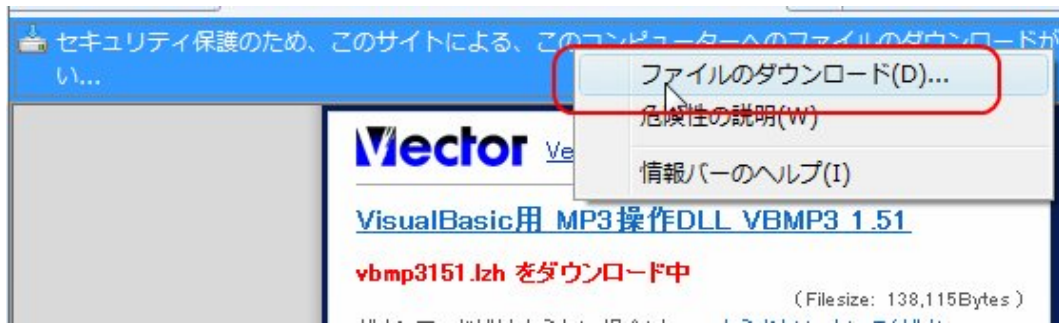 セキュリティ保護のため、このサイトによる、このコンピューターへのファイルのダウンロードが
い...
ファイルのダウンロード(D)...
危険性の説明(W)
情報バーのヘルプ(I)
Vector Ve
VisualBasic用 MP3操作DLL VBMP3 1.51
vbmp3151.lzh をダウンロード中
(Filesize: 138,115Bytes)